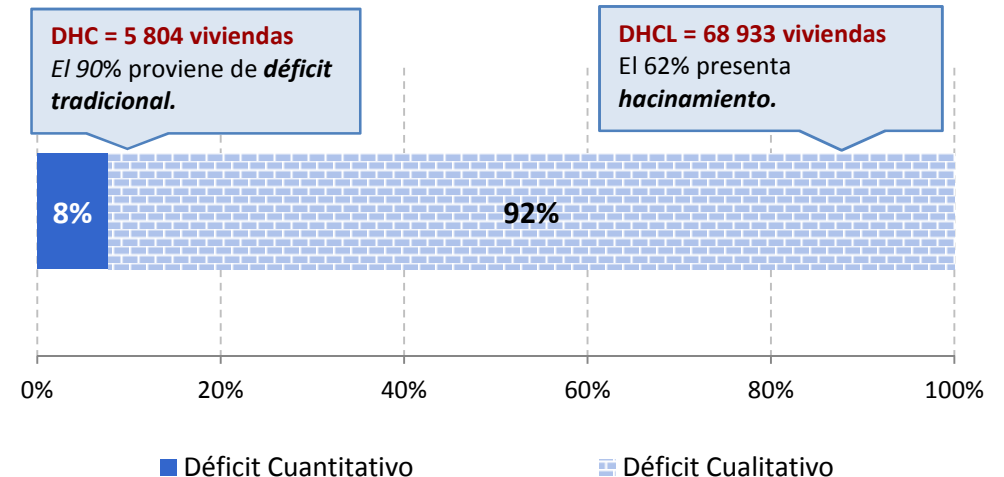 DHC = 5 804 viviendas
El 90% proviene de déficit
tradicional.
DHCL = 68 933 viviendas
El 62% presenta
hacinamiento.
8%
92%
0%
20%
40%
60%
80%
100%
Déficit Cuantitativo
Déficit Cualitativo